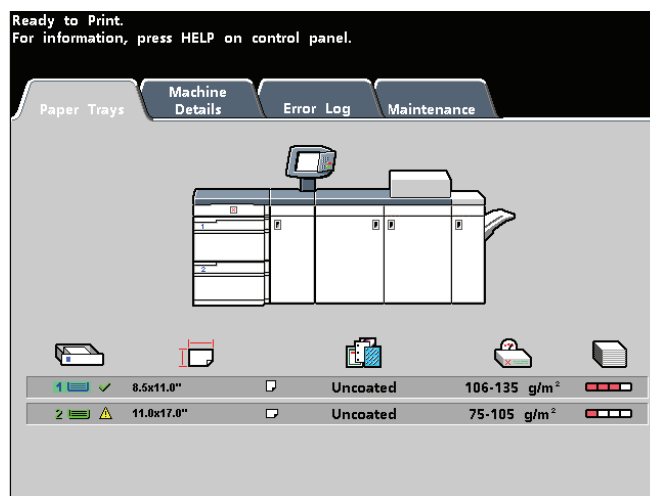 Ready to Print.
For information, press HELP on control panel.
Paper Trays
Machine
Details
Error Log
Maintenance
1
2
?
1 8.5x11.0" Uncoated 106-135 g/m²
2 11.0x17.0" Uncoated 75-105 g/m²